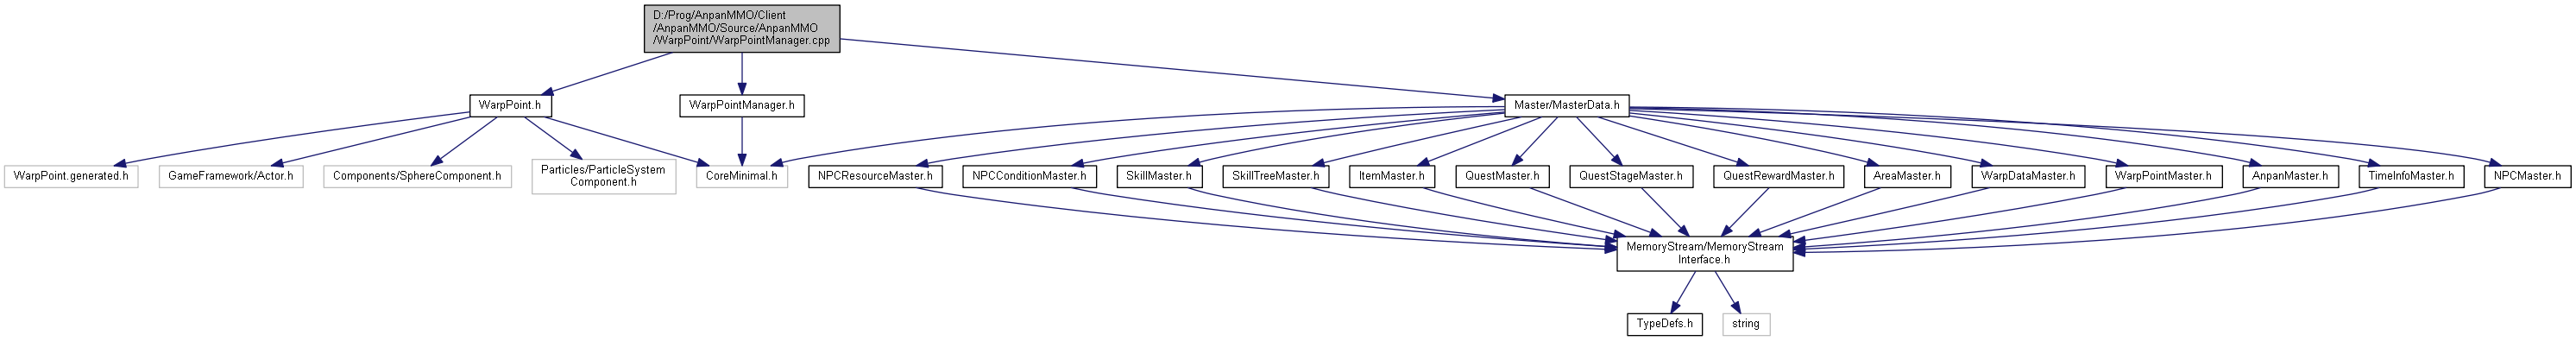 D:/Prog/AnpanMMO/Client
/AnpanMMO/Source/AnpanMMO
/WarpPoint/WarpPointManager.cpp
WarpPoint.h
WarpPointManager.h
Master/MasterData.h
WarpPoint.generated.h
GameFramework/Actor.h
Components/SphereComponent.h
Particles/ParticleSystem
Component.h
CoreMinimal.h
NPCResourceMaster.h
NPCConditionMaster.h
SkillMaster.h
SkillTreeMaster.h
ItemMaster.h
QuestMaster.h
QuestStageMaster.h
QuestRewardMaster.h
AreaMaster.h
WarpDataMaster.h
WarpPointMaster.h
AnpanMaster.h
TimeInfoMaster.h
NPCMaster.h
MemoryStream/MemoryStream
Interface.h
TypeDefs.h
string